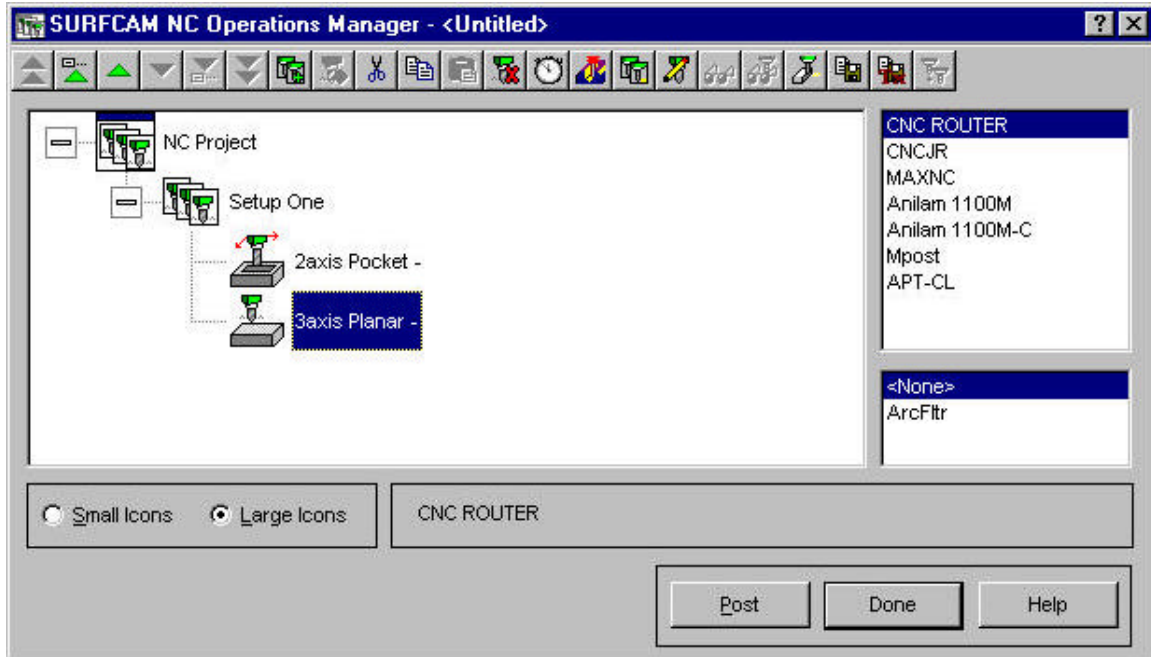 SURFCAM NC Operations Manager - <Untitled>
NC Project
Setup One
2axis Pocket -
3axis Planar -
CNC ROUTER
CNCJR
MAXNC
Anilam 1100M
Anilam 1100M-C
Mpost
APT-CL
<None>
ArcFltr
Small Icons
Large Icons
CNC ROUTER
Post
Done
Help